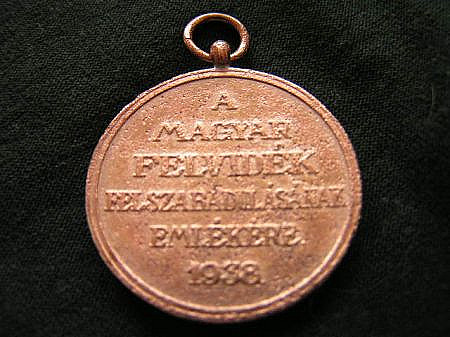 A
MAGYAR
FELVIDÉK
FELSZABADULÁSÁNAK
EMLÉKÉRE
1938